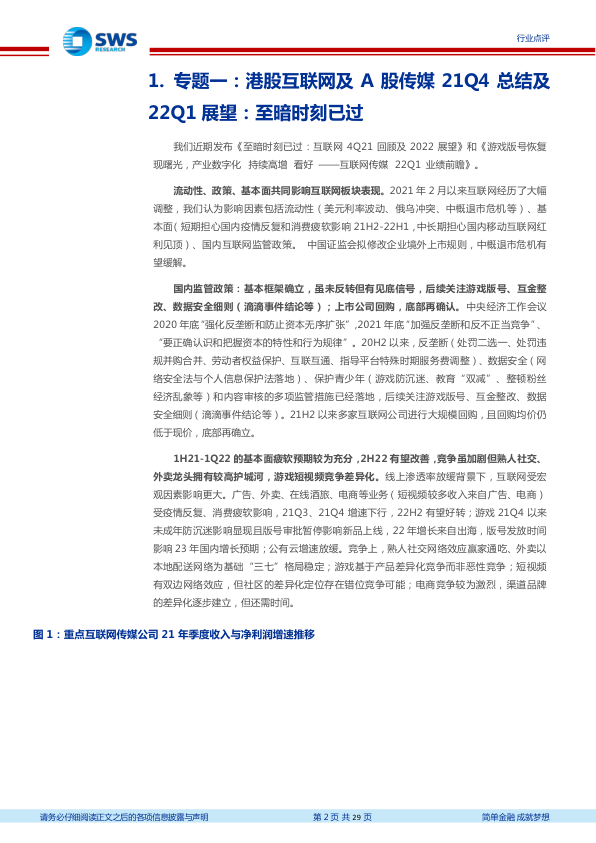 SWS
RESEARCH
行业点评
1. 专题一：港股互联网及 A 股传媒 21Q4 总结及
22Q1 展望：至暗时刻已过
我们近期发布《至暗时刻已过：互联网 4Q21 回顾及 2022 展望》和《游戏版号恢复
现曙光，产业数字化 持续高增 看好 ——互联网传媒 22Q1 业绩前瞻》。
流动性、政策、基本面共同影响互联网板块表现。2021 年 2 月以来互联网经历了大幅
调整，我们认为影响因素包括流动性（美元利率波动、俄乌冲突、中概退市危机等）、基
本面（短期担心国内疫情反复和消费疲软影响 21H2-22H1，中长期担心国内移动互联网红
利见顶）、国内互联网监管政策。 中国证监会拟修改企业境外上市规则，中概退市危机有
望缓解。
国内监管政策：基本框架确立，虽未反转但有见底信号，后续关注游戏版号、互金整
改、数据安全细则（滴滴事件结论等）；上市公司回购，底部再确认。中央经济工作会议
2020 年底“强化反垄断和防止资本无序扩张”,2021 年底“加强反垄断和反不正当竞争”、
“要正确认识和把握资本的特性和行为规律”。20H2 以来，反垄断（处罚二选一、处罚违
规并购合并、劳动者权益保护、互联互通、指导平台特殊时期服务费调整）、数据安全（网
络安全法与个人信息保护法落地）、保护青少年（游戏防沉迷、教育“双减”、整顿粉丝
经济乱象等）和内容审核的多项监管措施已经落地，后续关注游戏版号、互金整改、数据
安全细则（滴滴事件结论等）。21H2 以来多家互联网公司进行大规模回购，且回购均价仍
低于现价，底部再确立。
1H21-1Q22 的基本面疲软预期较为充分，2H22 有望改善，竞争虽加剧但熟人社交、
外卖龙头拥有较高护城河，游戏短视频竞争差异化。线上渗透率放缓背景下，互联网受宏
观因素影响更大。广告、外卖、在线酒旅、电商等业务（短视频较多收入来自广告、电商）
受疫情反复、消费疲软影响，21Q3、21Q4 增速下行，22H2 有望好转；游戏 21Q4 以来
未成年防沉迷影响显现且版号审批暂停影响新品上线，22 年增长来自出海，版号发放时间
影响 23 年国内增长预期；公有云增速放缓。竞争上，熟人社交网络效应赢家通吃、外卖以
本地配送网络为基础“三七”格局稳定；游戏基于产品差异化竞争而非恶性竞争；短视频
有双边网络效应，但社区的差异化定位存在错位竞争可能；电商竞争较为激烈，渠道品牌
的差异化逐步建立，但还需时间。
图 1：重点互联网传媒公司 21 年季度收入与净利润增速推移
请务必仔细阅读正文之后的各项信息披露与声明
第 2 页 共 29 页
简单金融 成就梦想